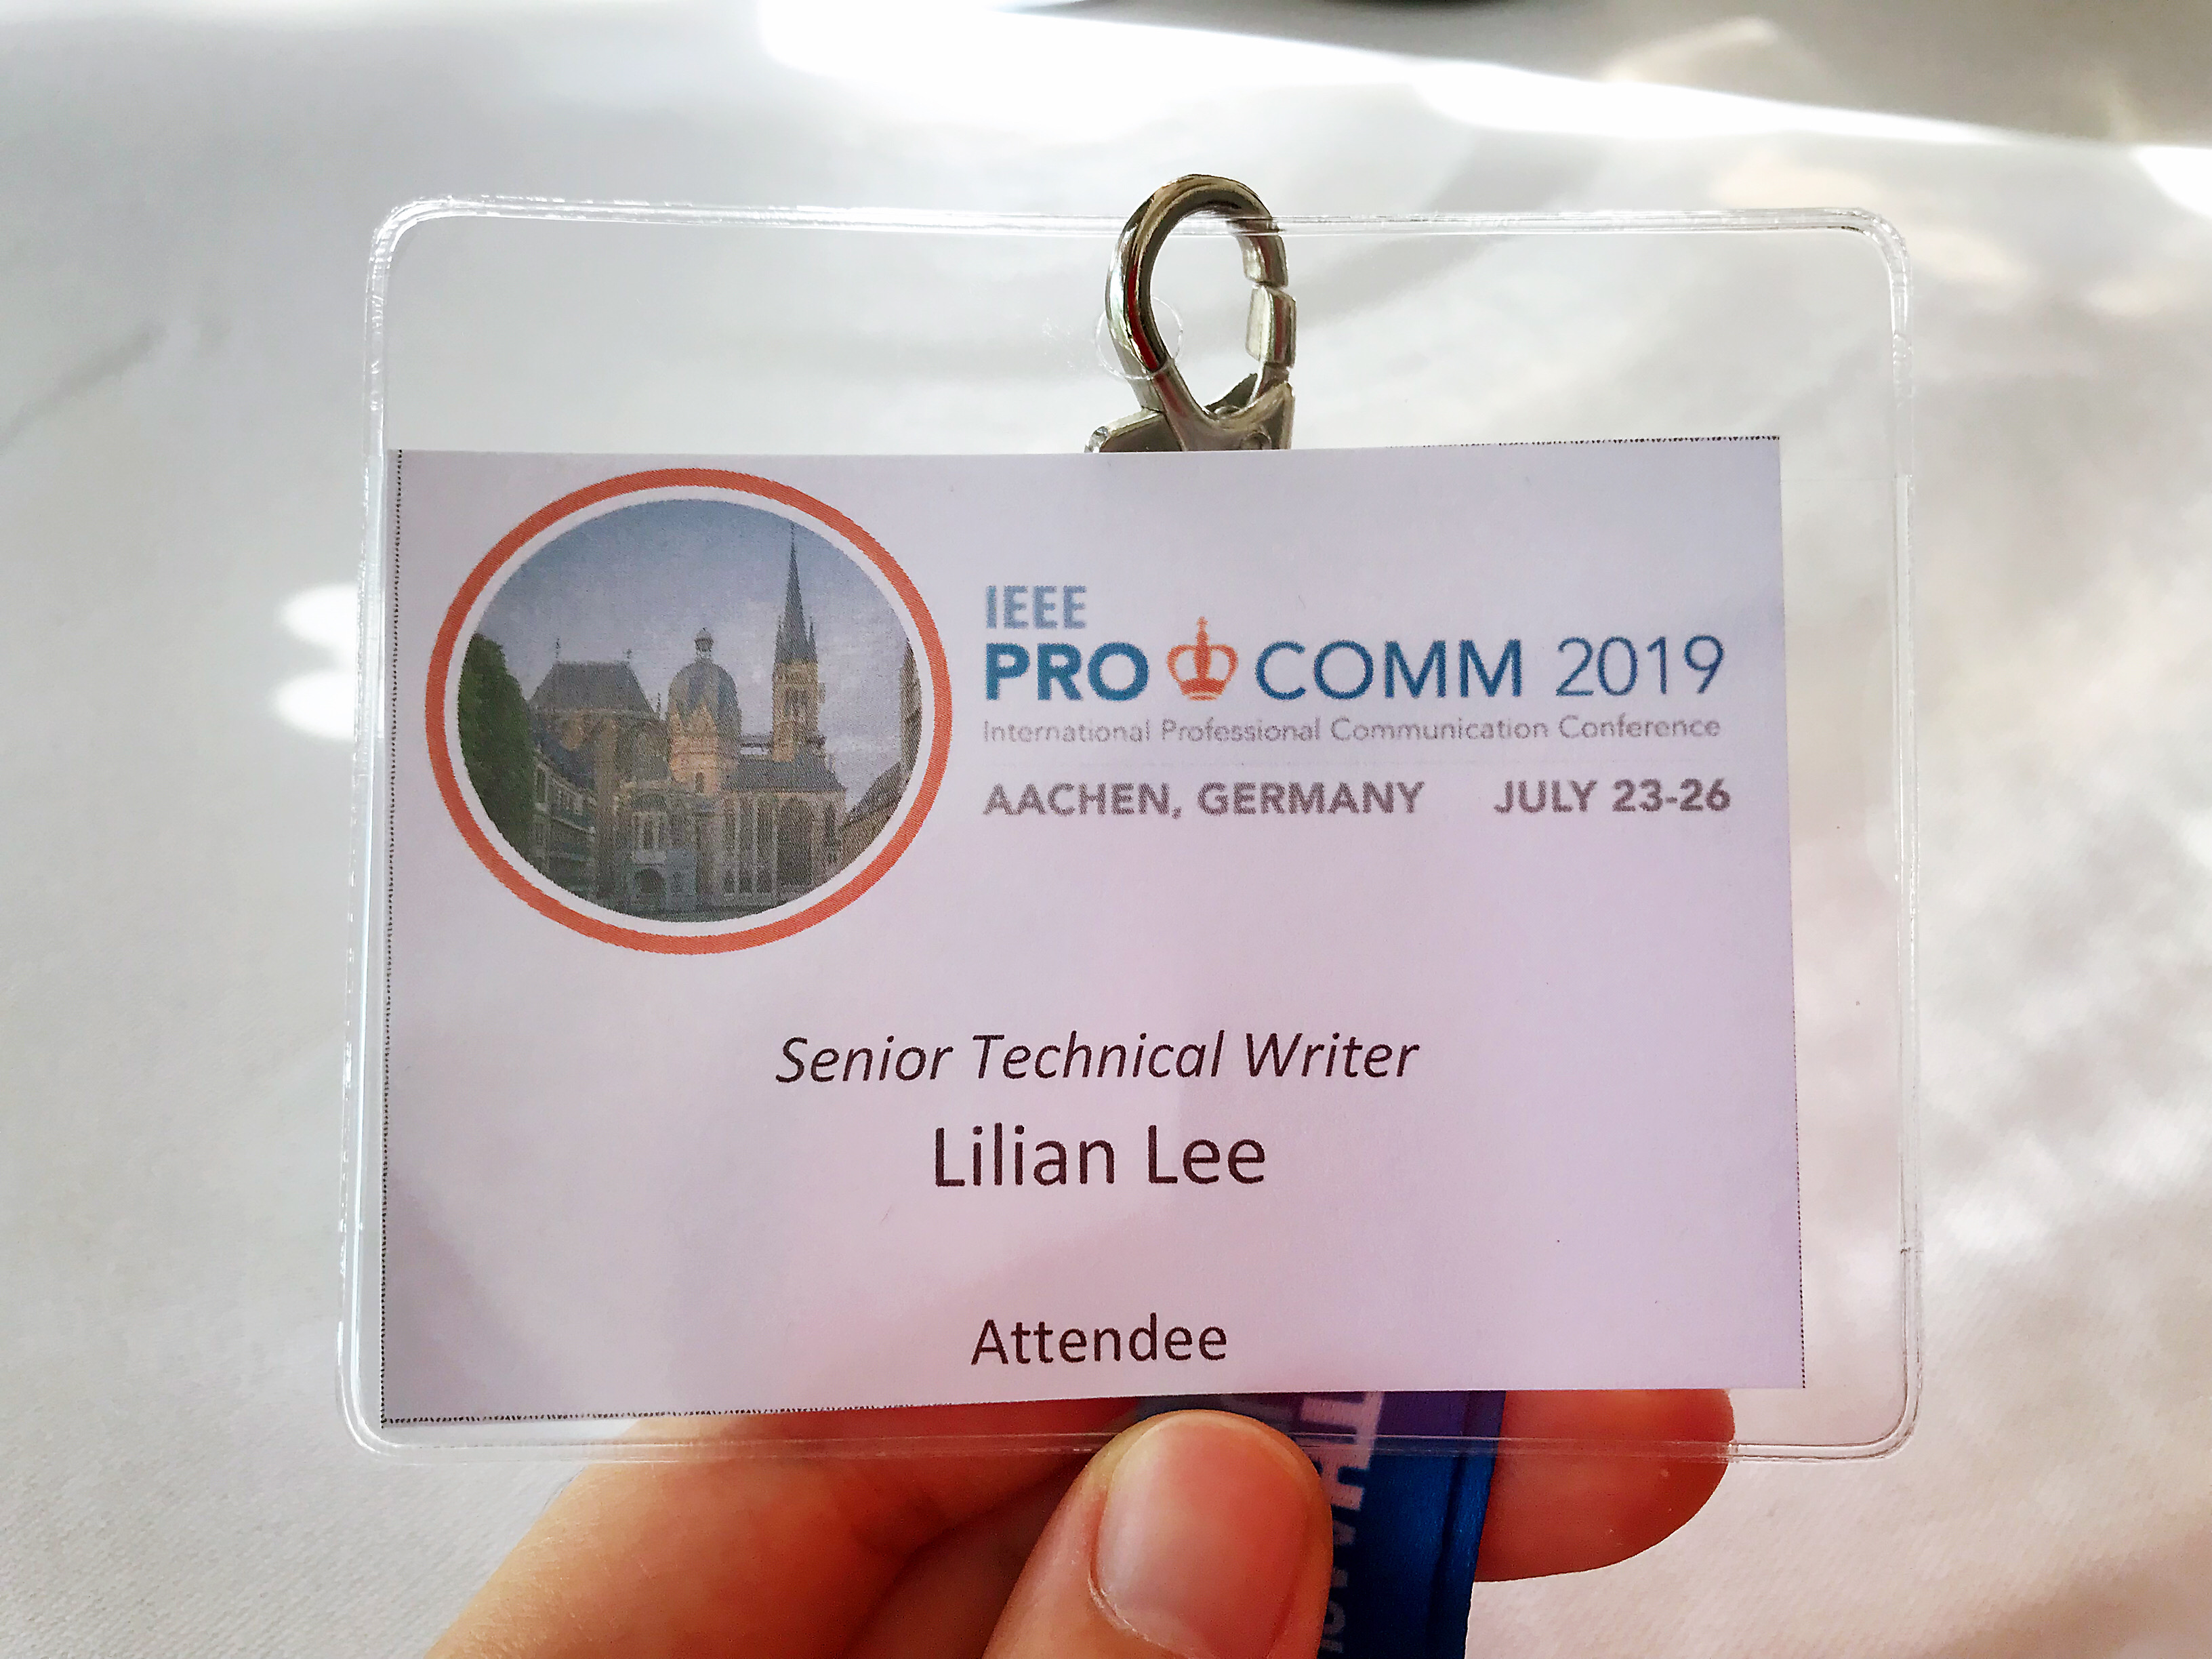 IEEE
PRO COMM 2019
International Professional Communication Conference
AACHEN, GERMANY JULY 23-26
Senior Technical Writer
Lilian Lee
Attendee